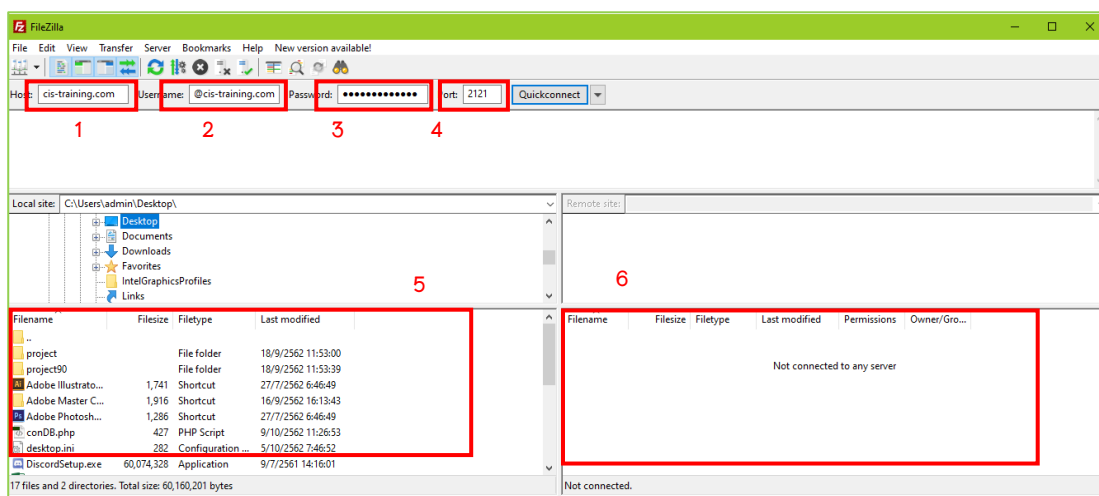 FileZilla
File Edit View Transfer Server Bookmarks Help New version available!
Host: cis-training.com Username: @cis-training.com Password: ●●●●●●●●●●●●● Port: 2121 Quickconnect
1 2 3 4
Local site: C:\Users\admin\Desktop\ Remote site:
Desktop
Documents
Downloads
Favorites
IntelGraphicsProfiles
Links
5 6
Filename Filesize Filetype Last modified
..
project File folder 18/9/2562 11:53:00
project90 File folder 18/9/2562 11:53:39
Ai Adobe Illustrato... 1,741 Shortcut 27/7/2562 6:46:49
Adobe Master C... 1,916 Shortcut 16/9/2562 16:13:43
Ps Adobe Photosh... 1,286 Shortcut 27/7/2562 6:46:49
conDB.php 427 PHP Script 9/10/2562 11:26:53
desktop.ini 282 Configuration ... 5/10/2562 7:46:52
DiscordSetup.exe 60,074,328 Application 9/7/2561 14:16:01
17 files and 2 directories. Total size: 60,160,201 bytes
Filename Filesize Filetype Last modified Permissions Owner/Gro...
Not connected to any server
Not connected.